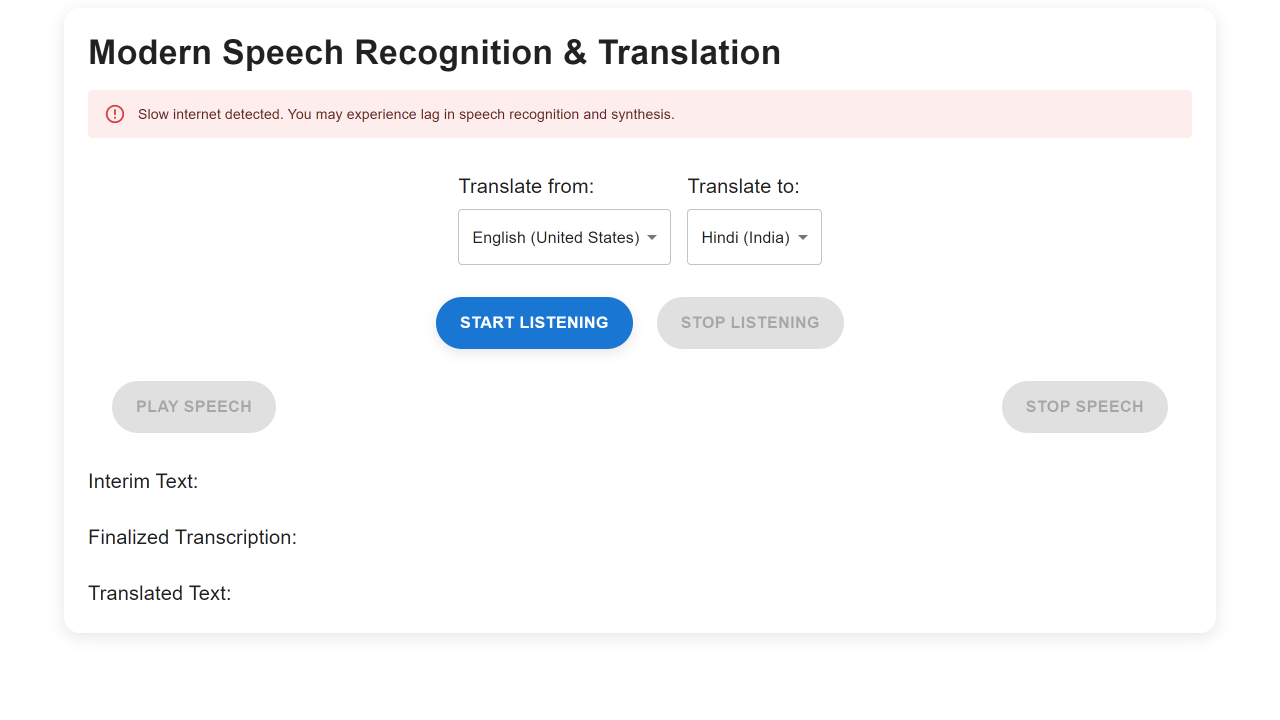 Modern Speech Recognition & Translation
Slow internet detected. You may experience lag in speech recognition and synthesis.
Translate from: Translate to:
English (United States) Hindi (India)
START LISTENING STOP LISTENING
PLAY SPEECH STOP SPEECH
Interim Text:
Finalized Transcription:
Translated Text: